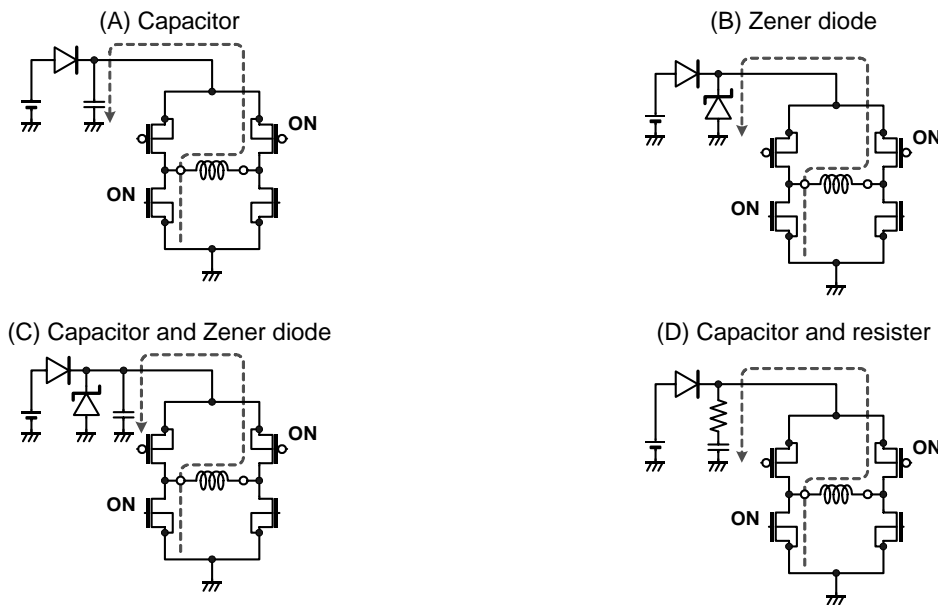 (A) Capacitor
(B) Zener diode
ON
ON
ON
ON
(C) Capacitor and Zener diode
(D) Capacitor and resister
ON
ON
ON
ON